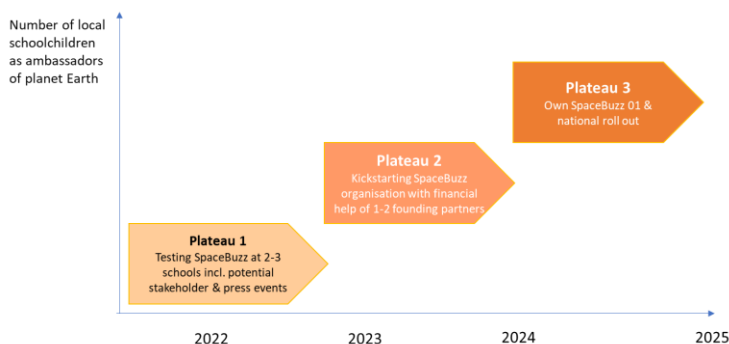 Number of local
schoolchildren
as ambassadors
of planet Earth
Plateau 3
Own SpaceBuzz 01 &
national roll out
Plateau 2
Kickstarting SpaceBuzz
organisation with financial
help of 1-2 founding partners
Plateau 1
Testing SpaceBuzz at 2-3
schools incl. potential
stakeholder & press events
2022
2023
2024
2025